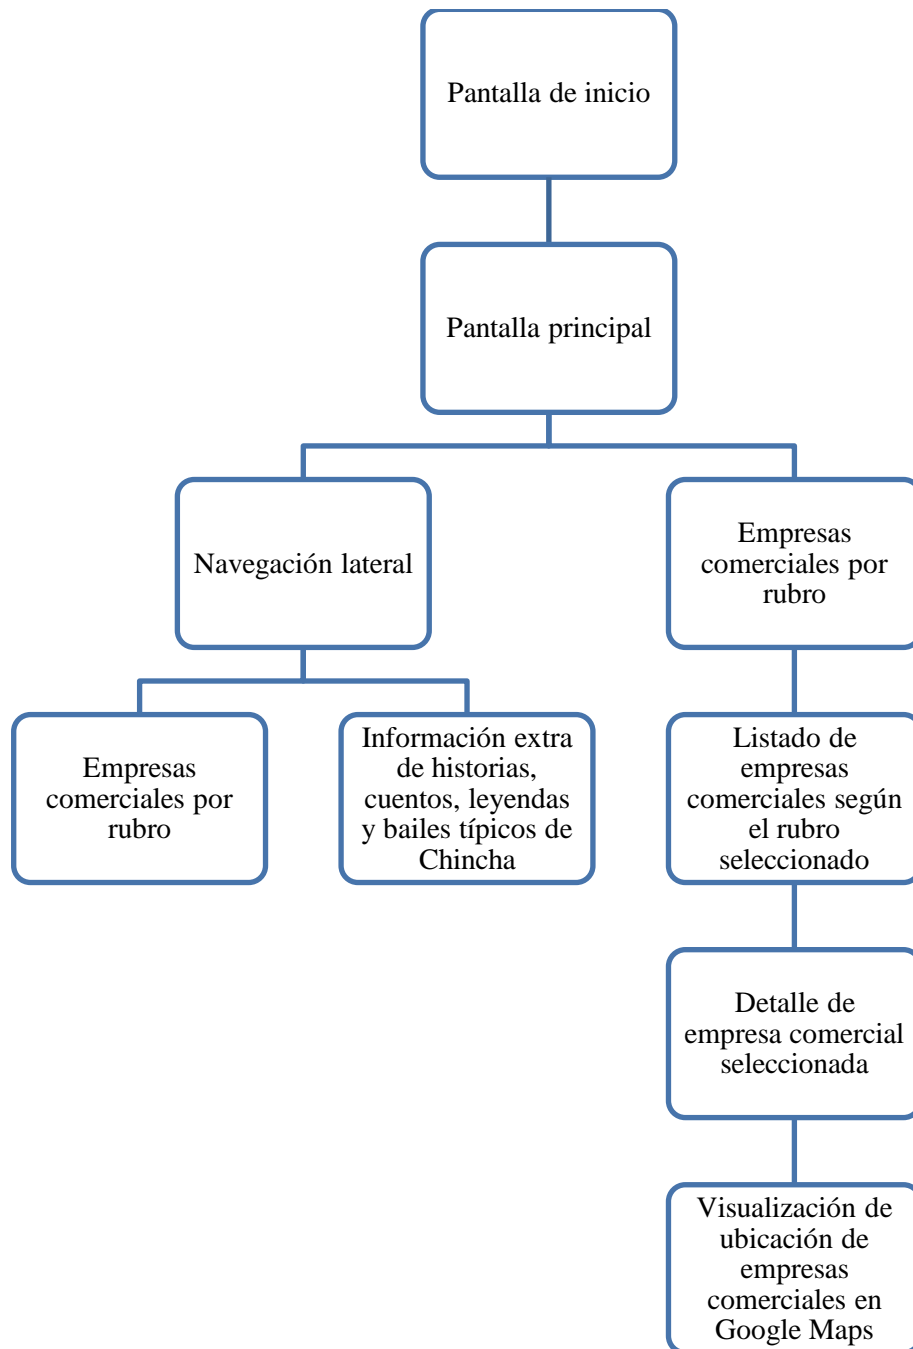 Pantalla de inicio
Pantalla principal
Navegación lateral
Empresas
comerciales por
rubro
Empresas
comerciales por
rubro
Información extra
de historias,
cuentos, leyendas
y bailes típicos de
Chincha
Listado de
empresas
comerciales según
el rubro
seleccionado
Detalle de
empresa comercial
seleccionada
Visualización de
ubicación de
empresas
comerciales en
Google Maps